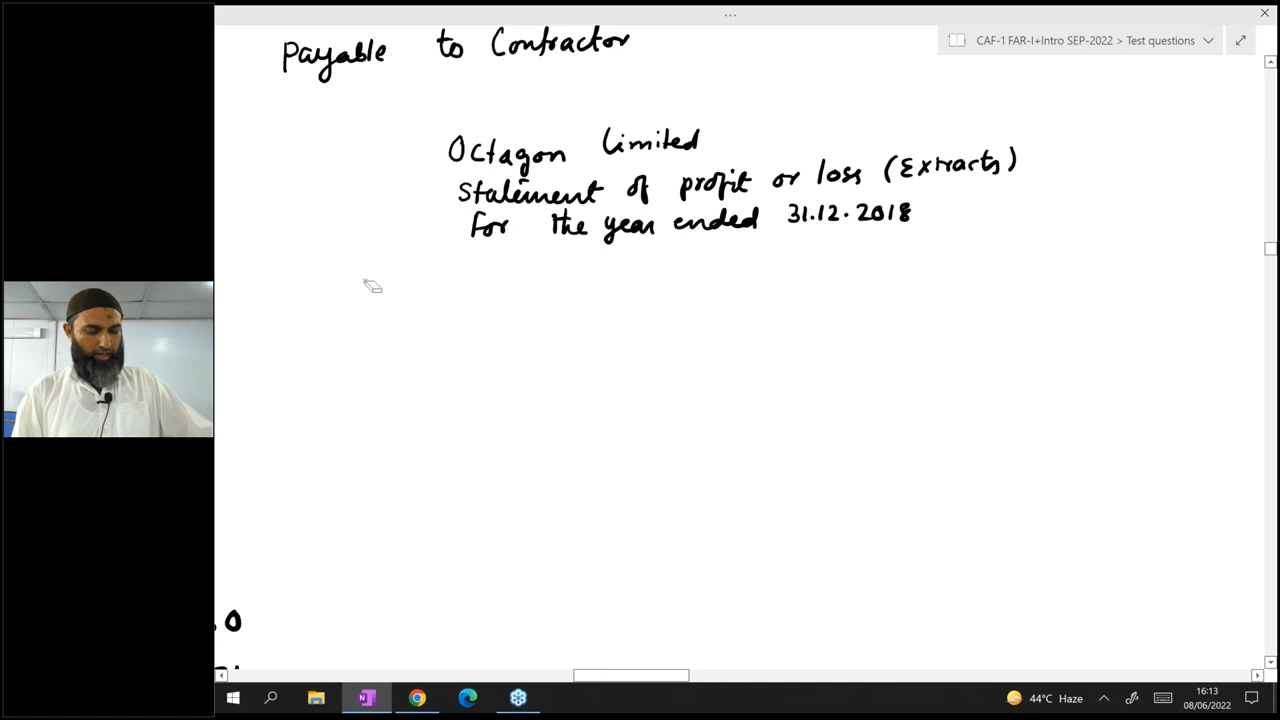 CAF-1 FAR-I+Intro SEP-2022 > Test questions
Payable to Contractor
Octagon Limited
Statement of profit or loss (Extracts)
For the year ended 31.12.2018
.0
44°C Haze
16:13
08/06/2022